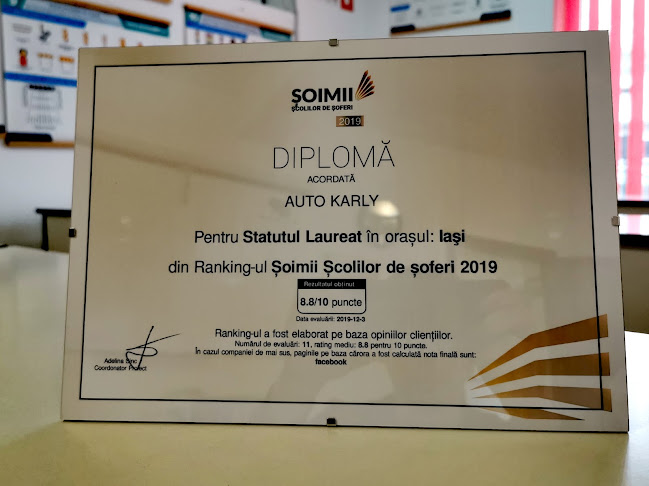 ȘOIMII
ȘCOLILOR DE ȘOFERI
2019
DIPLOMĂ
ACORDATĂ
AUTO KARLY
Pentru Statutul Laureat în orașul: Iaşi
din Ranking-ul Șoimii Școlilor de șoferi 2019
Rezultatul obținut
8.8/10 puncte
Data evaluării: 2019-12-3
Ranking-ul a fost elaborat pe baza opiniilor clienților.
Numărul de evaluări: 11, rating mediu: 8.8 pentru 10 puncte.
În cazul companiei de mai sus, paginile pe baza cărora a fost calculată nota finală sunt:
facebook
Adelina
Coordonator Proiect